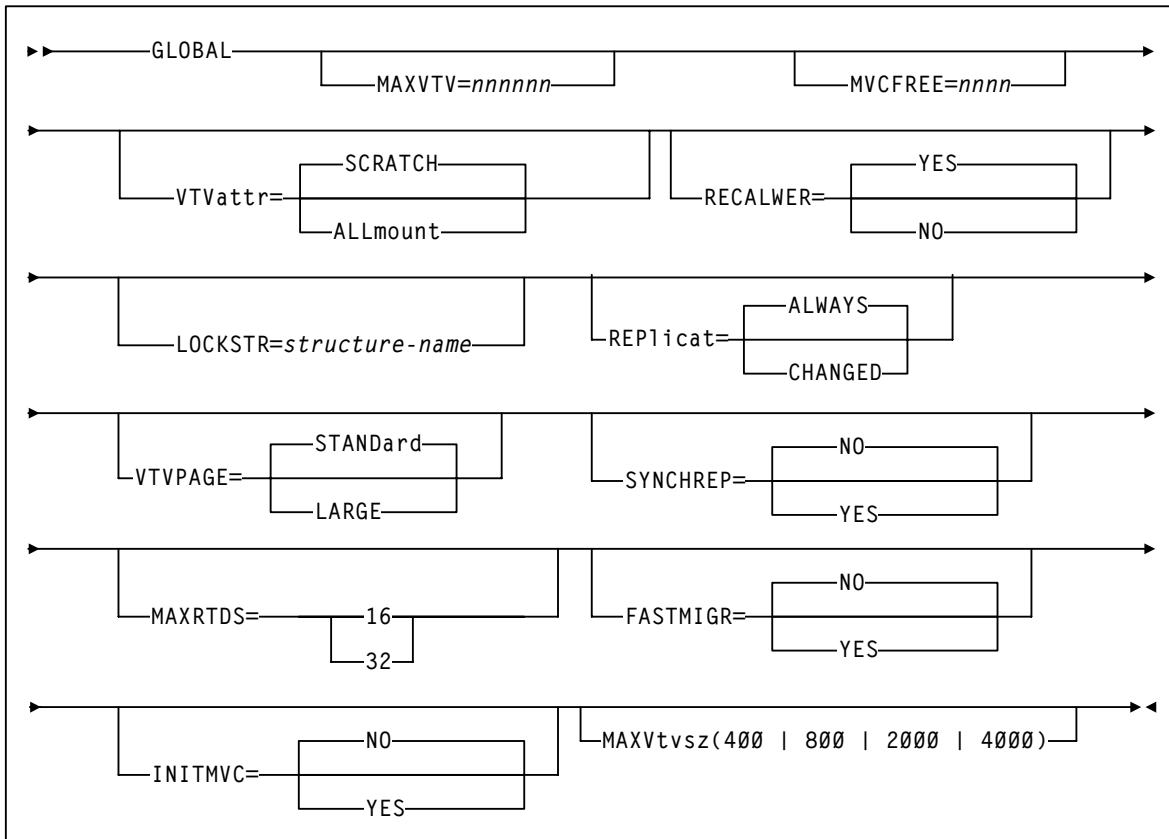 GLOBAL
MAXVTV=nnnnnn
MVCFREE=nnnn
VTVattr=
SCRATCH
ALLmount
RECALWER=
YES
NO
LOCKSTR=structure-name
REPlicat=
ALWAYS
CHANGED
VTVPAGE=
STANDard
LARGE
SYNCHREP=
NO
YES
MAXRTDS=
16
32
FASTMIGR=
NO
YES
INITMVC=
NO
YES
MAXVtvsz(400 | 800 | 2000 | 4000)